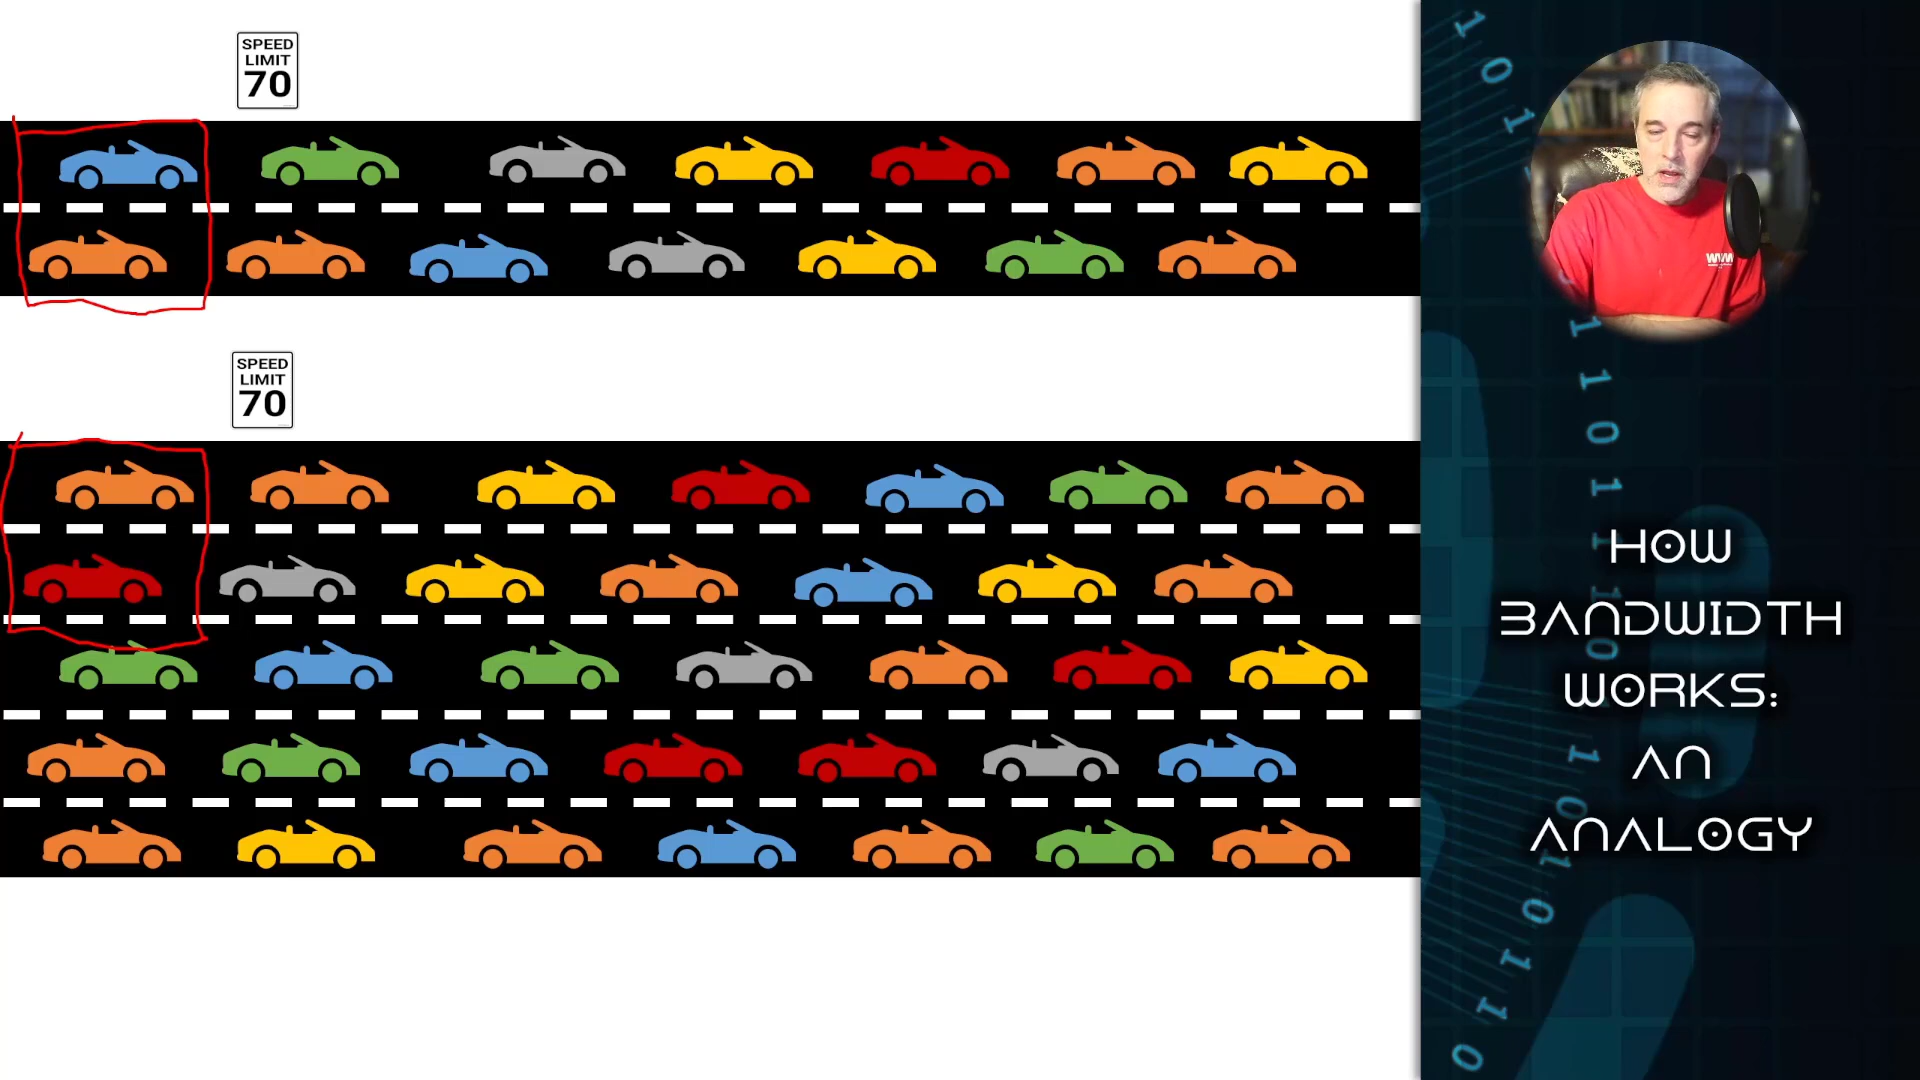 SPEED
LIMIT
70
SPEED
LIMIT
70
HOW
BANDWIDTH
WORKS:
AN
ANALOGY